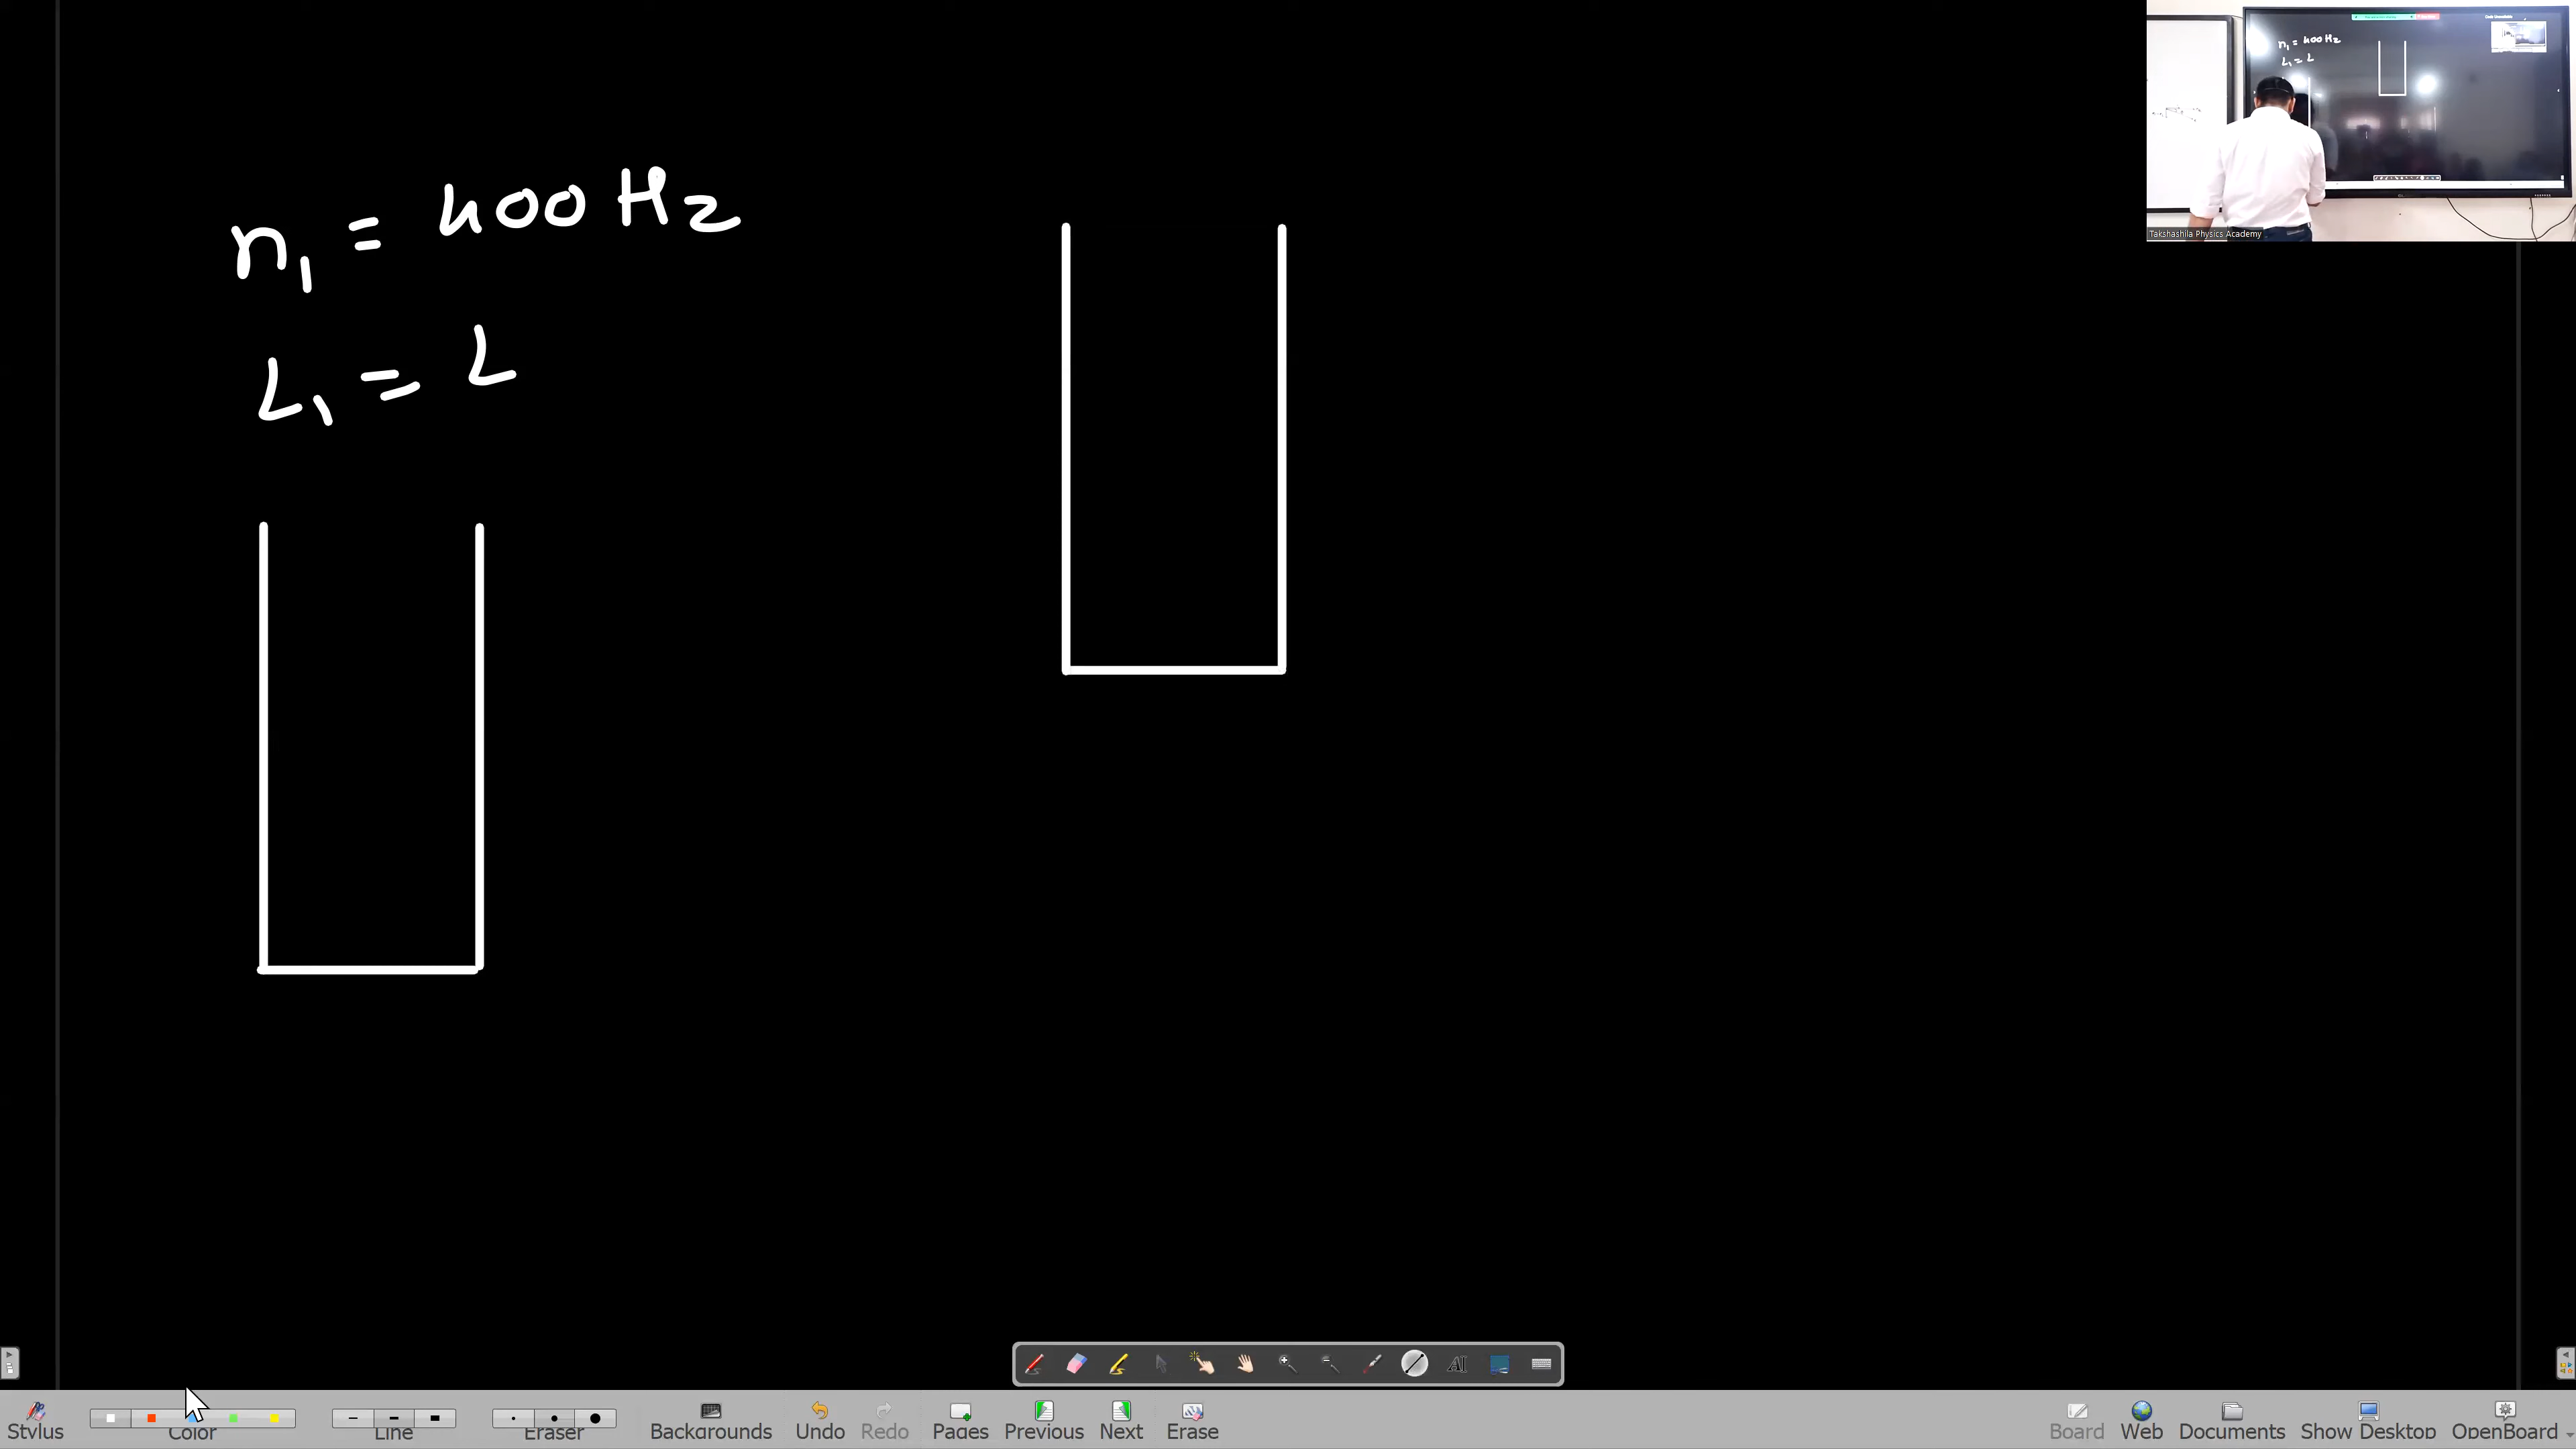 n₁ = 400 Hz
L₁ = L
Takshashila Physics Academy
Stylus
Color
Line
Eraser
Backgrounds
Undo
Redo
Pages
Previous
Next
Erase
Board
Web
Documents
Show Desktop
OpenBoard